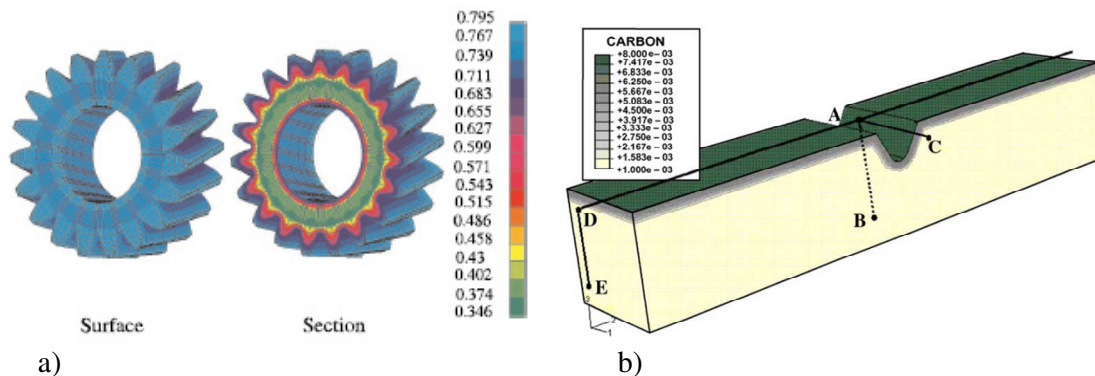 0.795
0.767
0.739
0.711
0.683
0.655
0.627
0.599
0.571
0.543
0.515
0.486
0.458
0.43
0.402
0.374
0.346
Surface
Section
a)
CARBON
+8.000e - 03
+7.417e - 03
+6.833e - 03
+6.250e - 03
+5.667e - 03
+5.083e - 03
+4.500e - 03
+3.917e - 03
+3.333e - 03
+2.750e - 03
+2.167e - 03
+1.583e - 03
+1.000e - 03
A
C
B
D
E
3
2
1
b)